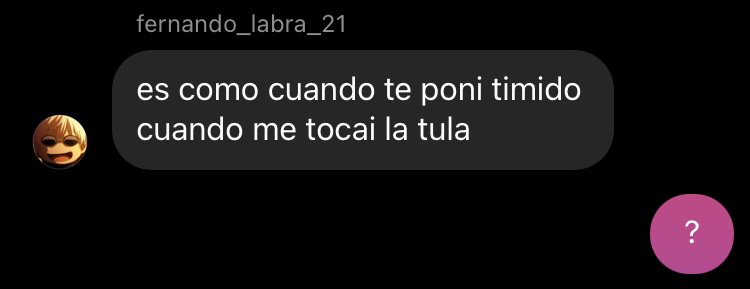 fernando_labra_21
es como cuando te poni timido
cuando me tocai la tula
?